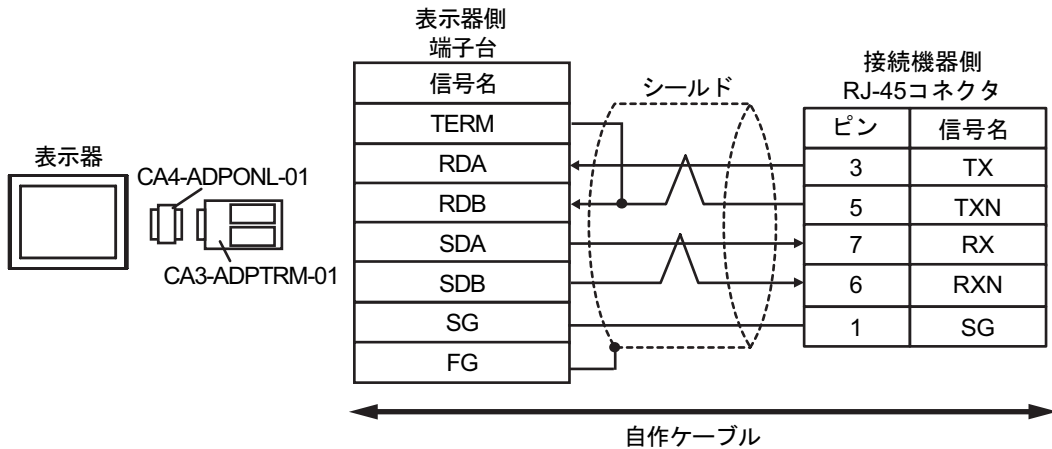 表示器
CA4-ADPONL-01
CA3-ADPTRM-01
表示器側
端子台
信号名
TERM
RDA
RDB
SDA
SDB
SG
FG
シールド
接続機器側
RJ-45コネクタ
ピン 信号名
3 TX
5 TXN
7 RX
6 RXN
1 SG
自作ケーブル